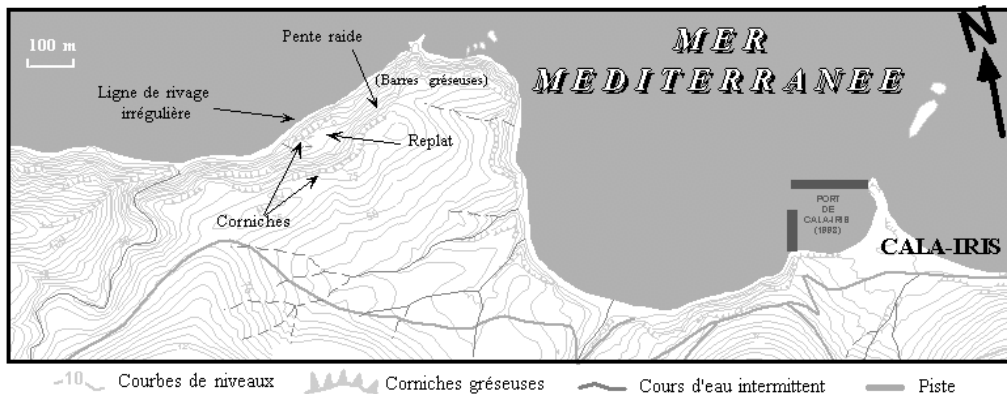 100 m
Pente raide
(Barres gréseuses)
Ligne de rivage
irrégulière
Replat
Corniches
MER
MEDITERRANEE
N
PORT
DE
CALA-IRIS
CALA-IRIS
10 Courbes de niveaux
Corniches gréseuses
Cours d'eau intermittent
Piste